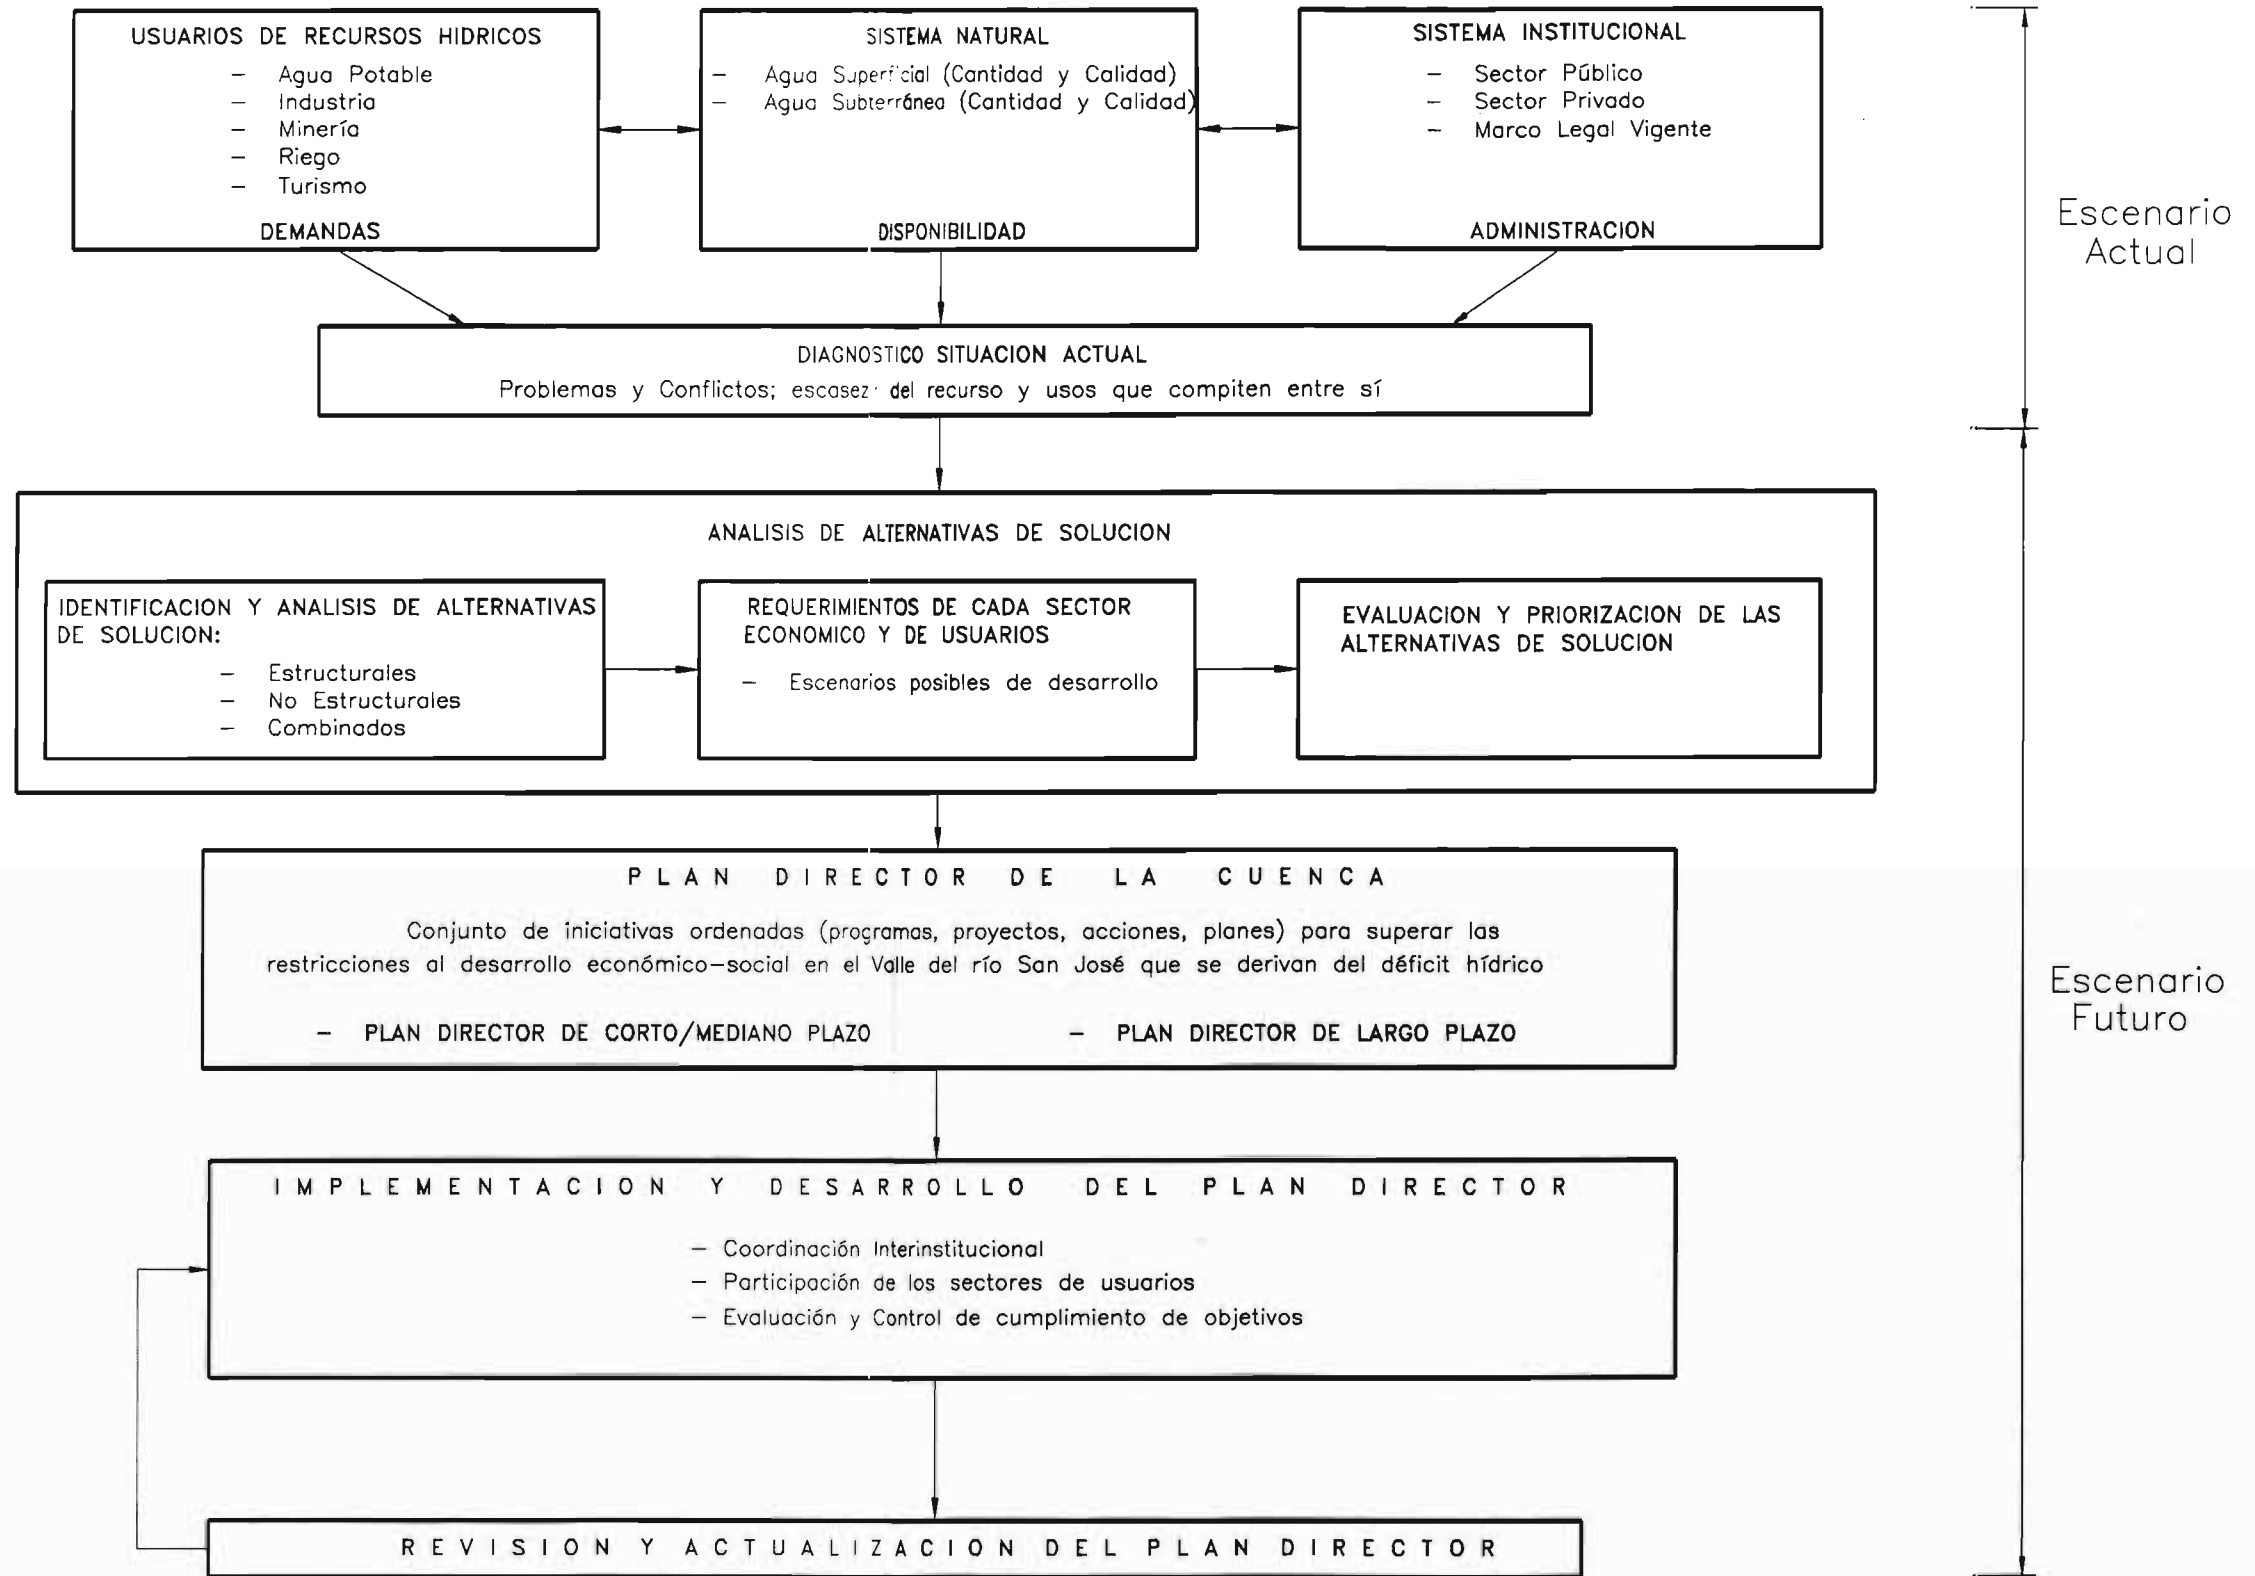 USUARIOS DE RECURSOS HIDRICOS
– Agua Potable
– Industria
– Minería
– Riego
– Turismo
DEMANDAS
SISTEMA NATURAL
– Agua Superficial (Cantidad y Calidad)
– Agua Subterránea (Cantidad y Calidad)
DISPONIBILIDAD
SISTEMA INSTITUCIONAL
– Sector Público
– Sector Privado
– Marco Legal Vigente
ADMINISTRACION
Escenario
Actual
DIAGNOSTICO SITUACION ACTUAL
Problemas y Conflictos; escasez del recurso y usos que compiten entre sí
ANALISIS DE ALTERNATIVAS DE SOLUCION
IDENTIFICACION Y ANALISIS DE ALTERNATIVAS
DE SOLUCION:
– Estructurales
– No Estructurales
– Combinados
REQUERIMIENTOS DE CADA SECTOR
ECONOMICO Y DE USUARIOS
– Escenarios posibles de desarrollo
EVALUACION Y PRIORIZACION DE LAS
ALTERNATIVAS DE SOLUCION
PLAN DIRECTOR DE LA CUENCA
Conjunto de iniciativas ordenadas (programas, proyectos, acciones, planes) para superar las
restricciones al desarrollo económico–social en el Valle del río San José que se derivan del déficit hídrico
– PLAN DIRECTOR DE CORTO/MEDIANO PLAZO – PLAN DIRECTOR DE LARGO PLAZO
Escenario
Futuro
IMPLEMENTACION Y DESARROLLO DEL PLAN DIRECTOR
– Coordinación Interinstitucional
– Participación de los sectores de usuarios
– Evaluación y Control de cumplimiento de objetivos
REVISION Y ACTUALIZACION DEL PLAN DIRECTOR